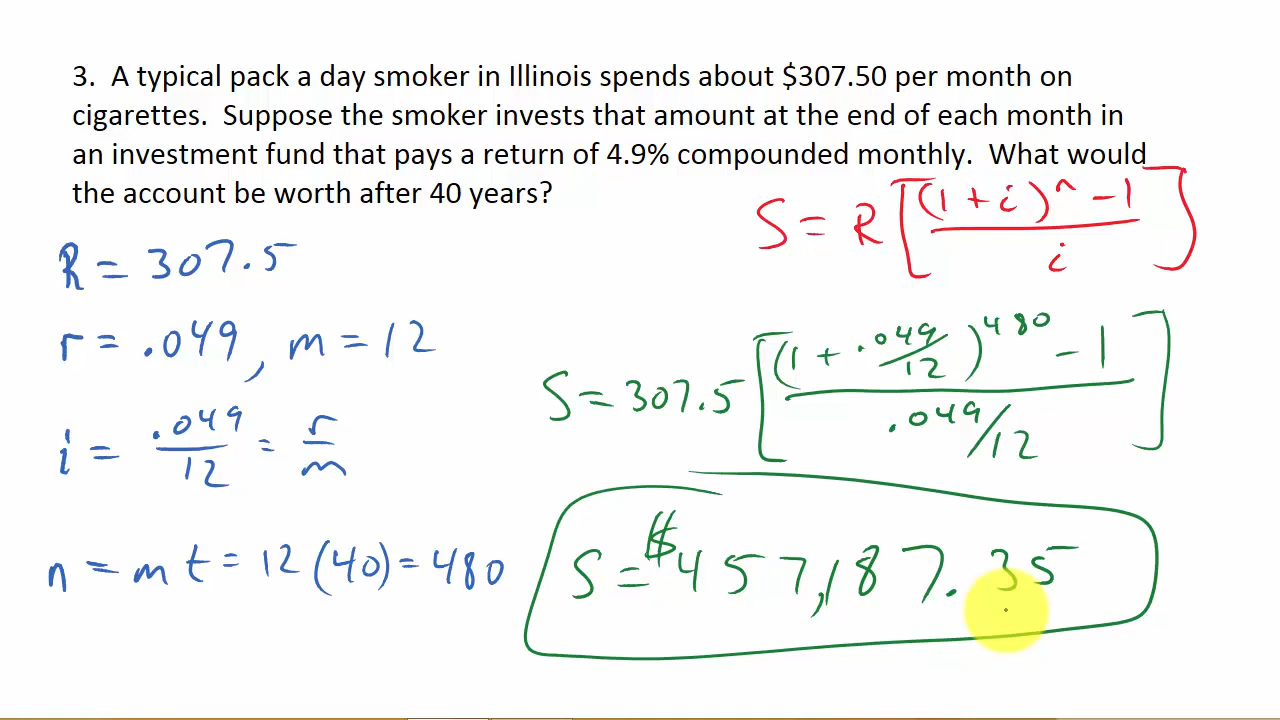 3. A typical pack a day smoker in Illinois spends about $307.50 per month on
cigarettes. Suppose the smoker invests that amount at the end of each month in
an investment fund that pays a return of 4.9% compounded monthly. What would
the account be worth after 40 years?
S = R [((1 + i)^n - 1) / i]
R = 307.5
r = .049, m = 12
i = .049/12 = r/m
n = m t = 12 (40) = 480
S = 307.5 [((1 + .049/12)^480 - 1) / (.049/12)]
S = $457,187.35